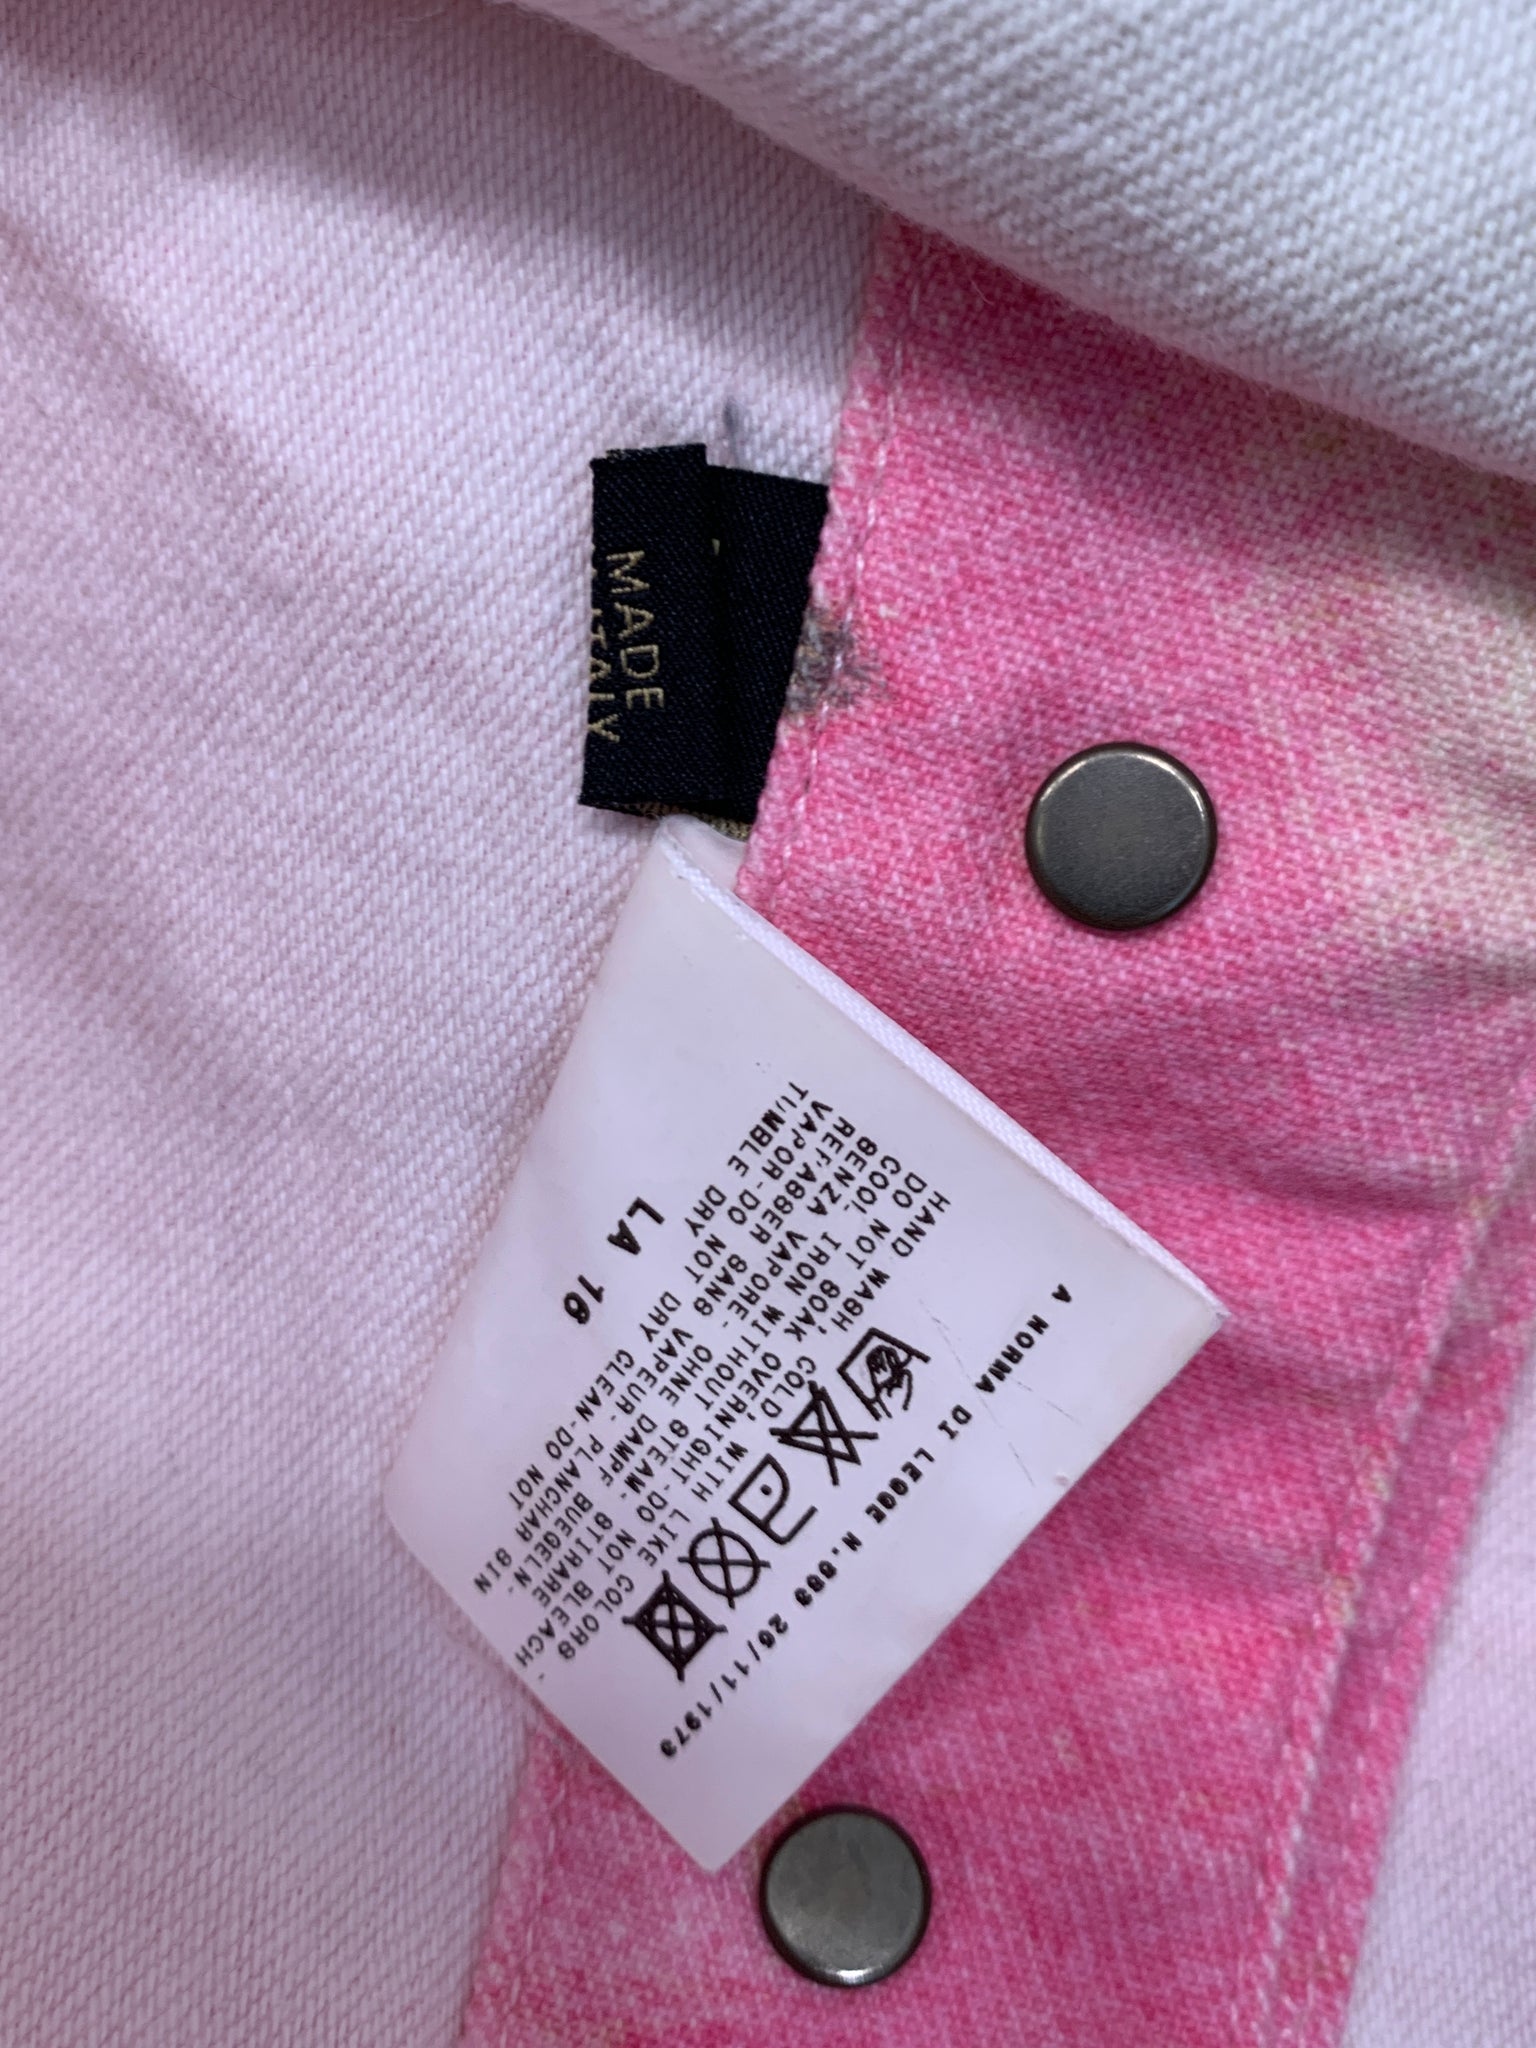 MADE
ITALY
A NORMA DI LEGGE N.883 26/11/1973
HAND WASH; COLD; WITH LIKE COLORS
DO NOT SOAK OVERNIGHT-DO NOT BLEACH -
COOL IRON WITHOUT STEAM- STIRARE
SENZA VAPORE- OHNE DAMPF BUEGELN-
REPASSER SANS VAPEUR- PLANCHAR SIN
VAPOR-DO NOT DRY CLEAN-DO NOT
TUMBLE DRY
LA 16